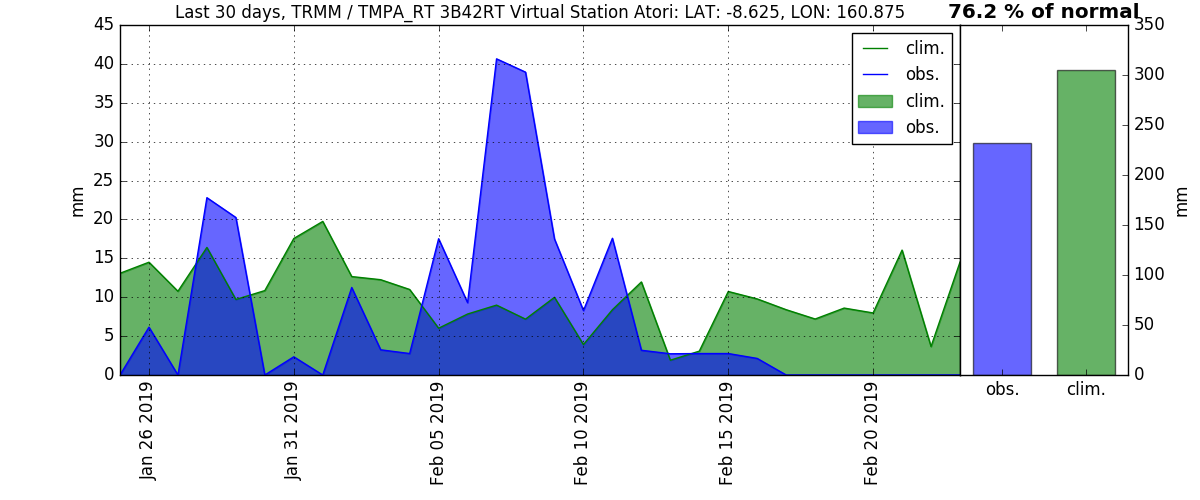 Last 30 days, TRMM / TMPA_RT 3B42RT Virtual Station Atori: LAT: -8.625, LON: 160.875
76.2 % of normal
45
40
35
30
25
20
15
10
5
0
mm
clim.
obs.
clim.
obs.
Jan 26 2019
Jan 31 2019
Feb 05 2019
Feb 10 2019
Feb 15 2019
Feb 20 2019
350
300
250
200
150
100
50
0
mm
obs.
clim.